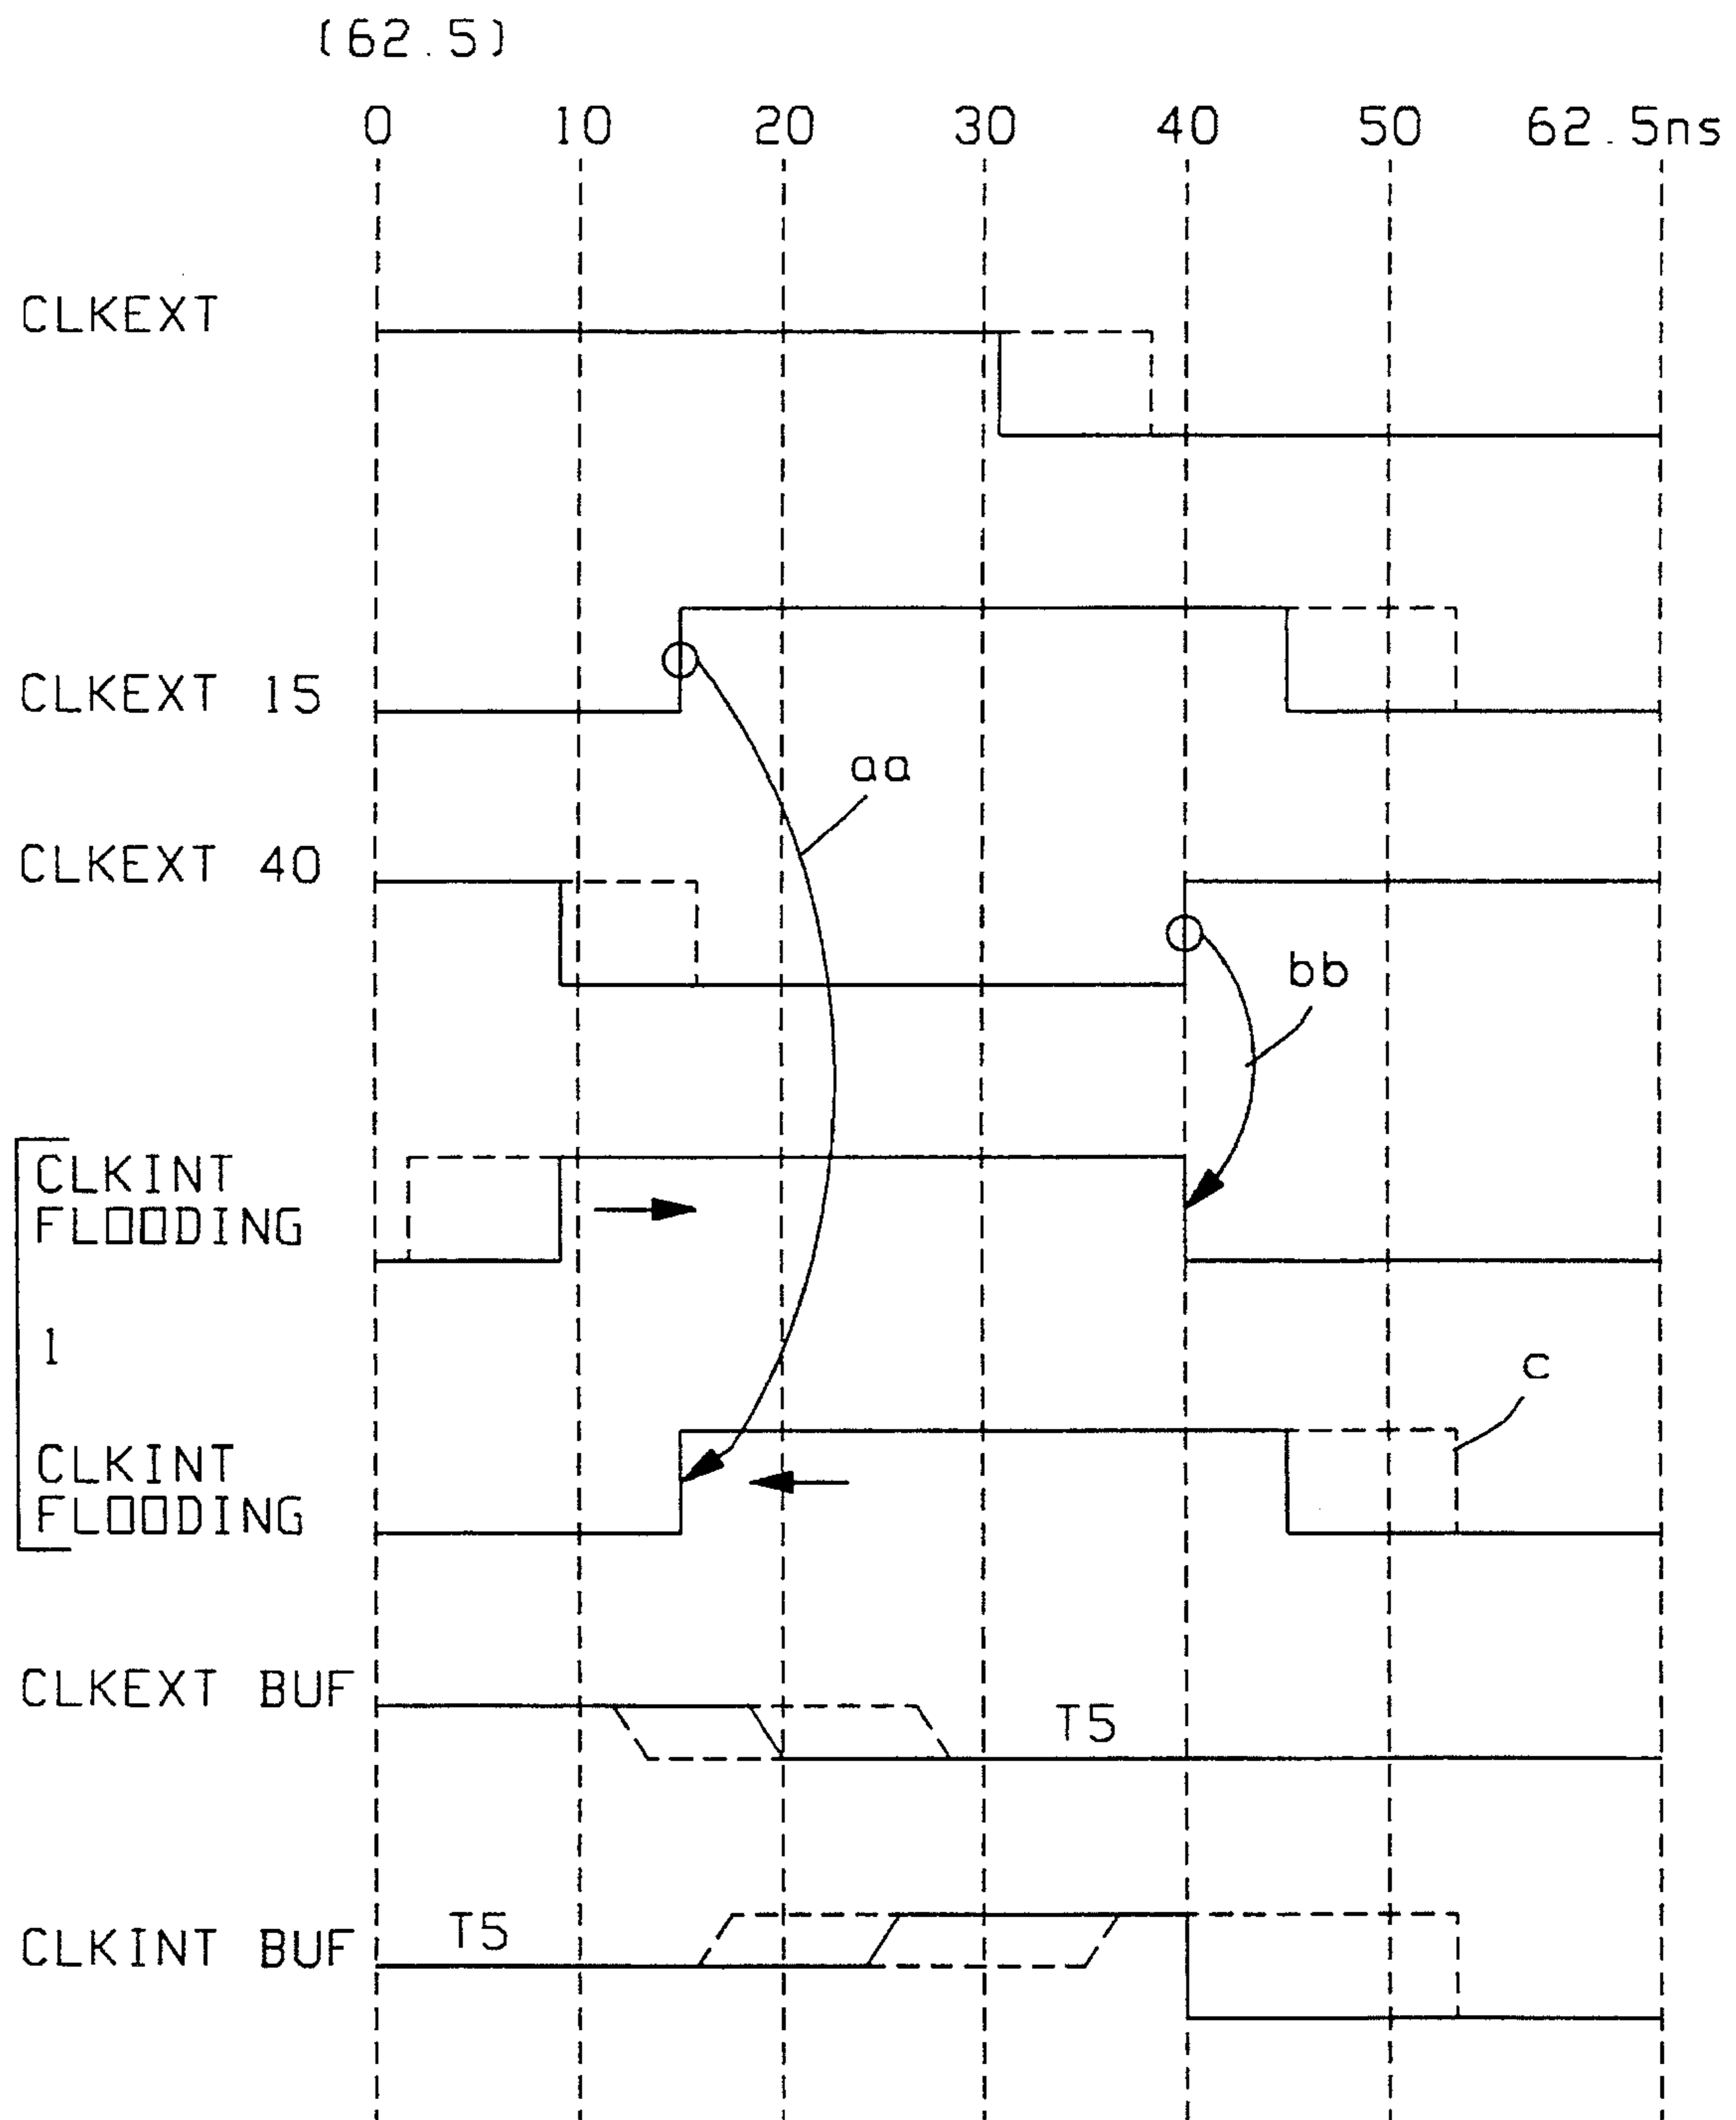 (62.5)
0 10 20 30 40 50 62.5ns
CLKEXT
CLKEXT 15
aa
CLKEXT 40
bb
CLKINT
FLOODING
1
c
CLKINT
FLOODING
CLKEXT BUF
T5
T5
CLKINT BUF